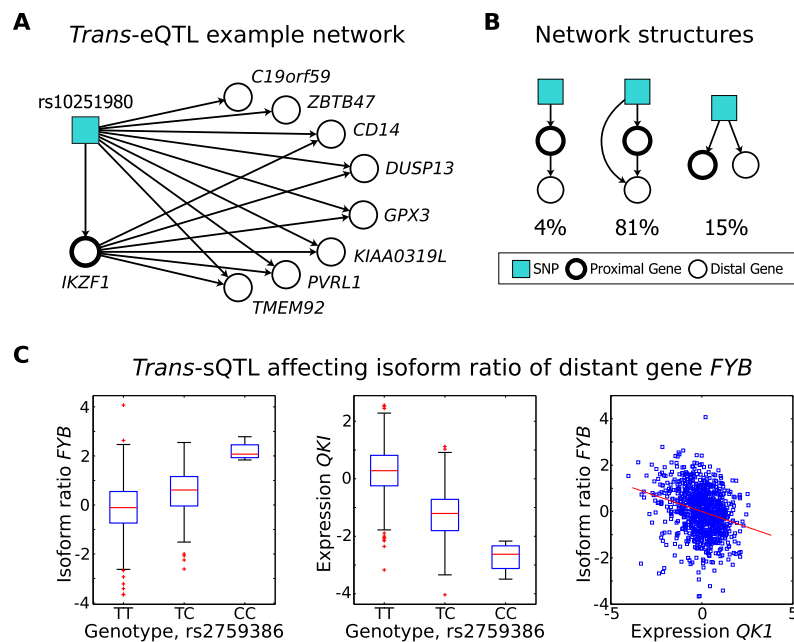 A
Trans-eQTL example network
rs10251980
C19orf59
ZBTB47
CD14
DUSP13
GPX3
KIAA0319L
PVRL1
TMEM92
IKZF1
B
Network structures
4%
81%
15%
SNP
Proximal Gene
Distal Gene
C
Trans-sQTL affecting isoform ratio of distant gene FYB
Isoform ratio FYB
4
2
0
-2
-4
TT
TC
CC
Genotype, rs2759386
Expression QKI
2
0
-2
-4
TT
TC
CC
Genotype, rs2759386
Isoform ratio FYB
4
2
0
-2
-4
-5
0
5
Expression QK1